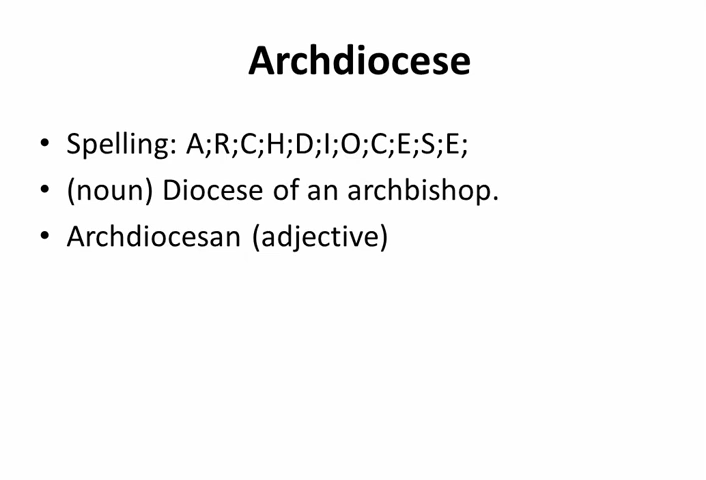 Archdiocese
• Spelling: A;R;C;H;D;I;O;C;E;S;E;
• (noun) Diocese of an archbishop.
• Archdiocesan (adjective)